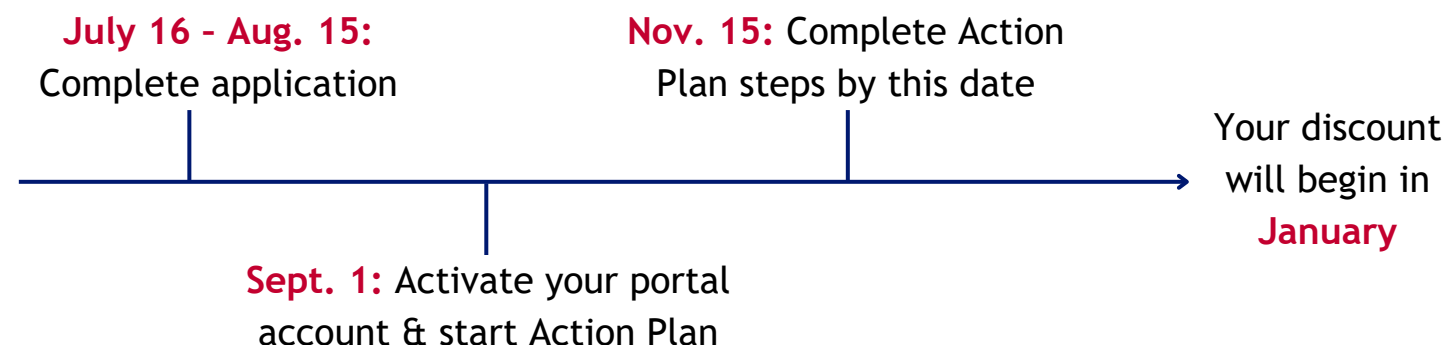 July 16 – Aug. 15:
Complete application
Nov. 15: Complete Action
Plan steps by this date
Your discount
will begin in
January
Sept. 1: Activate your portal
account & start Action Plan